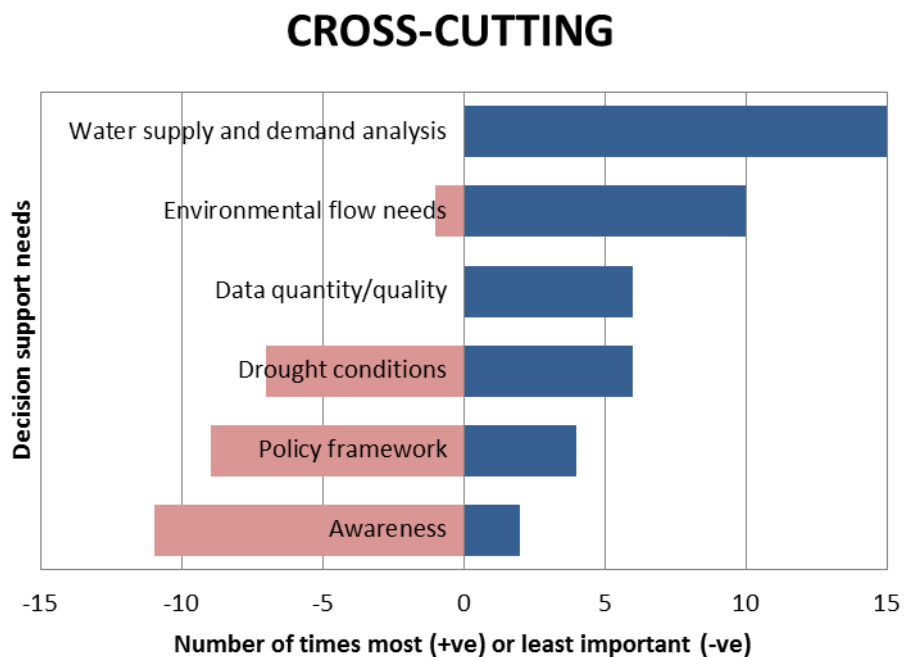 CROSS-CUTTING
Water supply and demand analysis
Environmental flow needs
Data quantity/quality
Drought conditions
Policy framework
Awareness
Decision support needs
-15 -10 -5 0 5 10 15
Number of times most (+ve) or least important (-ve)